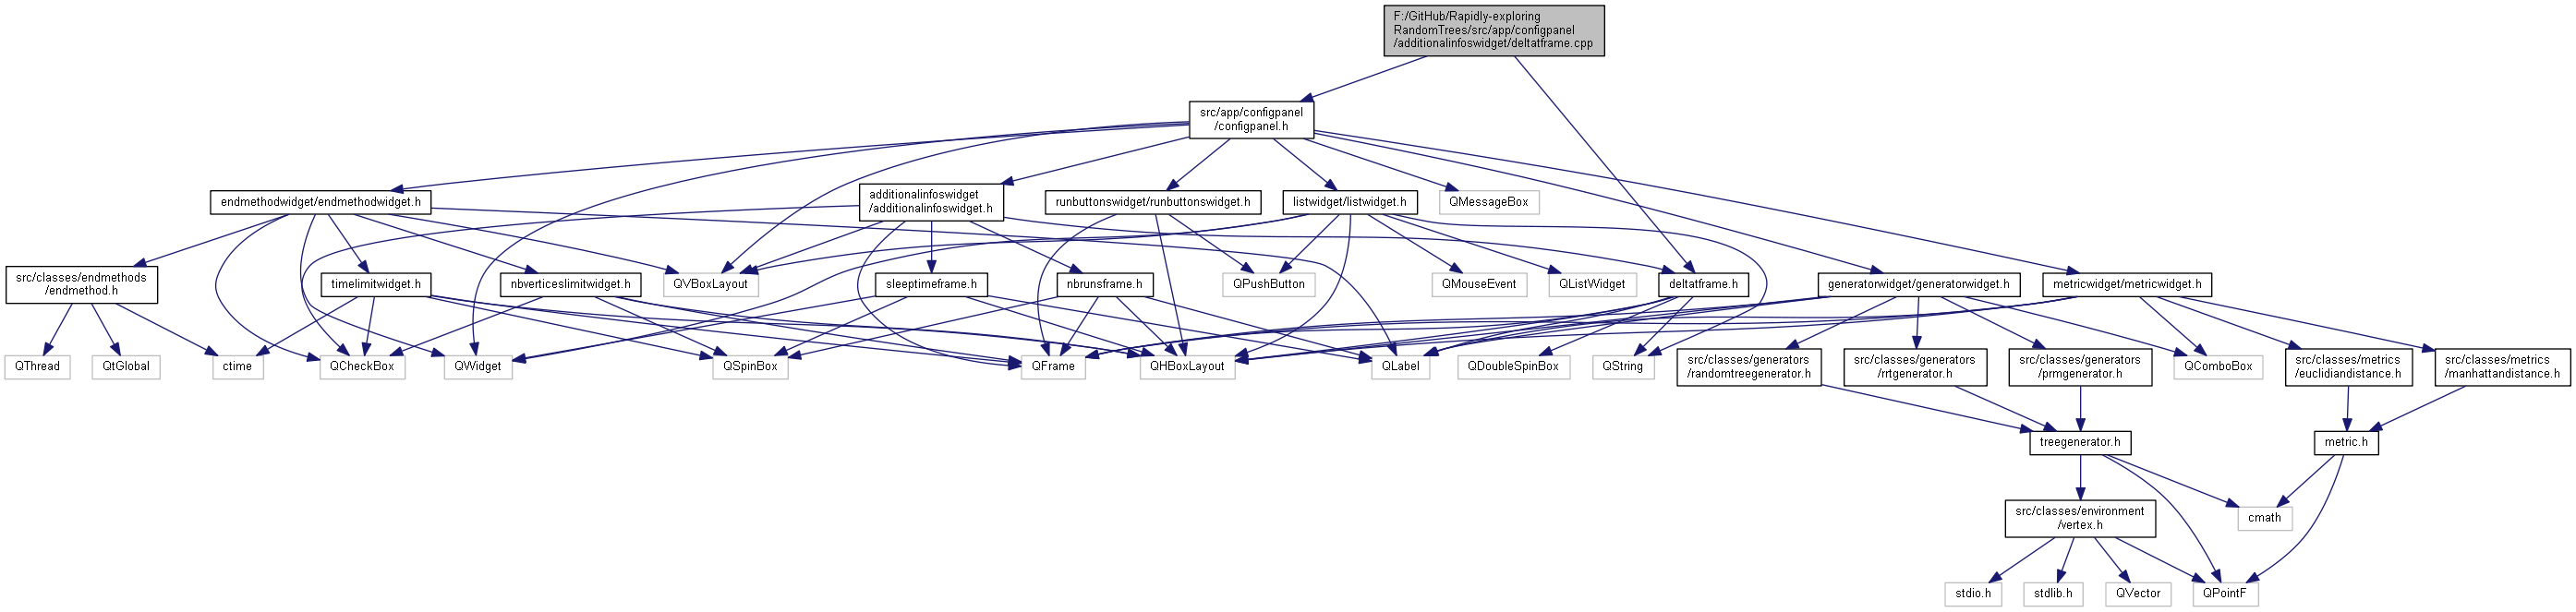 F:/GitHub/Rapidly-exploring
RandomTrees/src/app/configpanel
/additionalinfoswidget/deltatframe.cpp
src/app/configpanel
/configpanel.h
endmethodwidget/endmethodwidget.h
additionalinfoswidget
/additionalinfoswidget.h
runbuttonswidget/runbuttonswidget.h
listwidget/listwidget.h
QMessageBox
src/classes/endmethods
/endmethod.h
timelimitwidget.h
nbverticeslimitwidget.h
QVBoxLayout
sleeptimeframe.h
nbrunsframe.h
QPushButton
QMouseEvent
QListWidget
deltatframe.h
generatorwidget/generatorwidget.h
metricwidget/metricwidget.h
QThread
QtGlobal
ctime
QCheckBox
QWidget
QSpinBox
QFrame
QHBoxLayout
QLabel
QDoubleSpinBox
QString
src/classes/generators
/randomtreegenerator.h
src/classes/generators
/rrtgenerator.h
src/classes/generators
/prmgenerator.h
QComboBox
src/classes/metrics
/euclidiandistance.h
src/classes/metrics
/manhattandistance.h
treegenerator.h
metric.h
src/classes/environment
/vertex.h
cmath
stdio.h
stdlib.h
QVector
QPointF